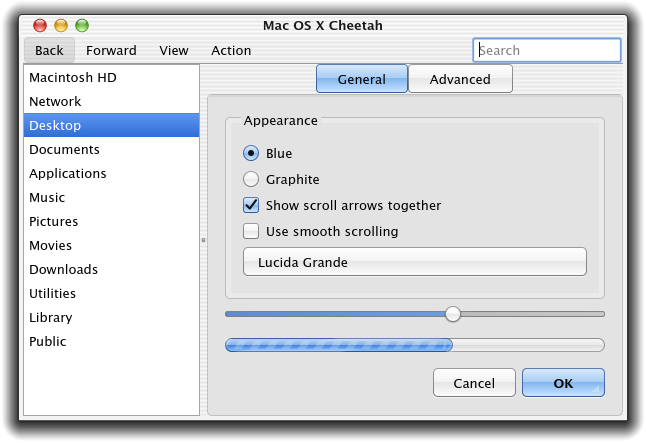 Mac OS X Cheetah
Back Forward View Action Search
Macintosh HD
Network
Desktop
Documents
Applications
Music
Pictures
Movies
Downloads
Utilities
Library
Public
General Advanced
Appearance
Blue
Graphite
Show scroll arrows together
Use smooth scrolling
Lucida Grande
Cancel OK